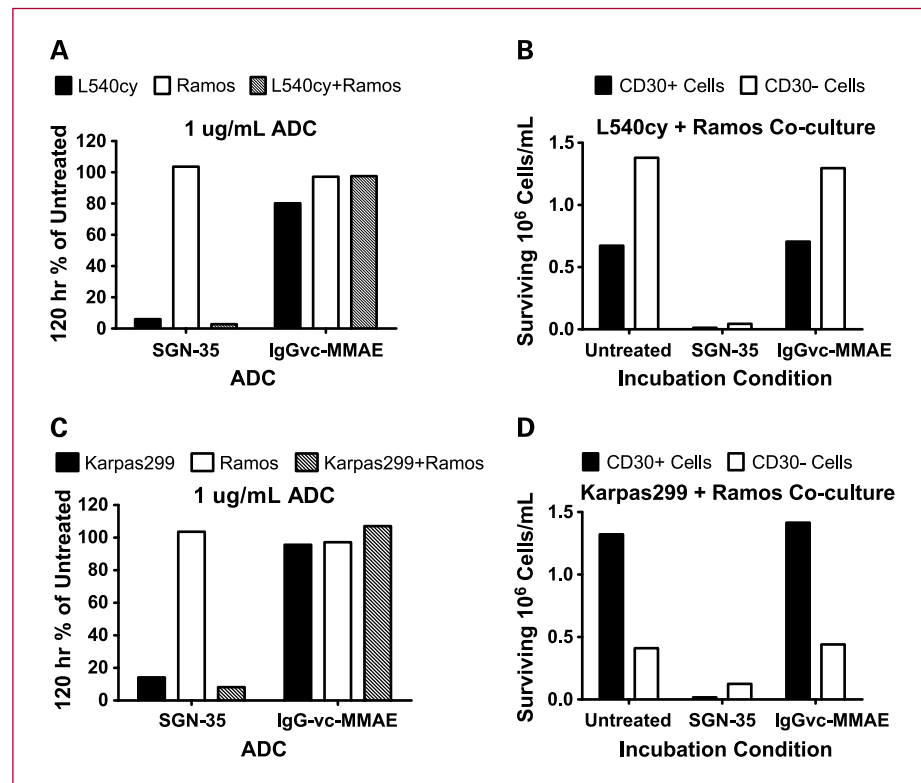 A
L540cy Ramos L540cy+Ramos
1 ug/mL ADC
120 hr % of Untreated
120
100
80
60
40
20
0
SGN-35 IgGvc-MMAE
ADC
B
CD30+ Cells CD30- Cells
L540cy + Ramos Co-culture
Surviving 10⁶ Cells/mL
1.5
1.0
0.5
0.0
Untreated SGN-35 IgGvc-MMAE
Incubation Condition
C
Karpas299 Ramos Karpas299+Ramos
1 ug/mL ADC
120 hr % of Untreated
120
100
80
60
40
20
0
SGN-35 IgG-vc-MMAE
ADC
D
CD30+ Cells CD30- Cells
Karpas299 + Ramos Co-culture
Surviving 10⁶ Cells/mL
1.5
1.0
0.5
0.0
Untreated SGN-35 IgGvc-MMAE
Incubation Condition